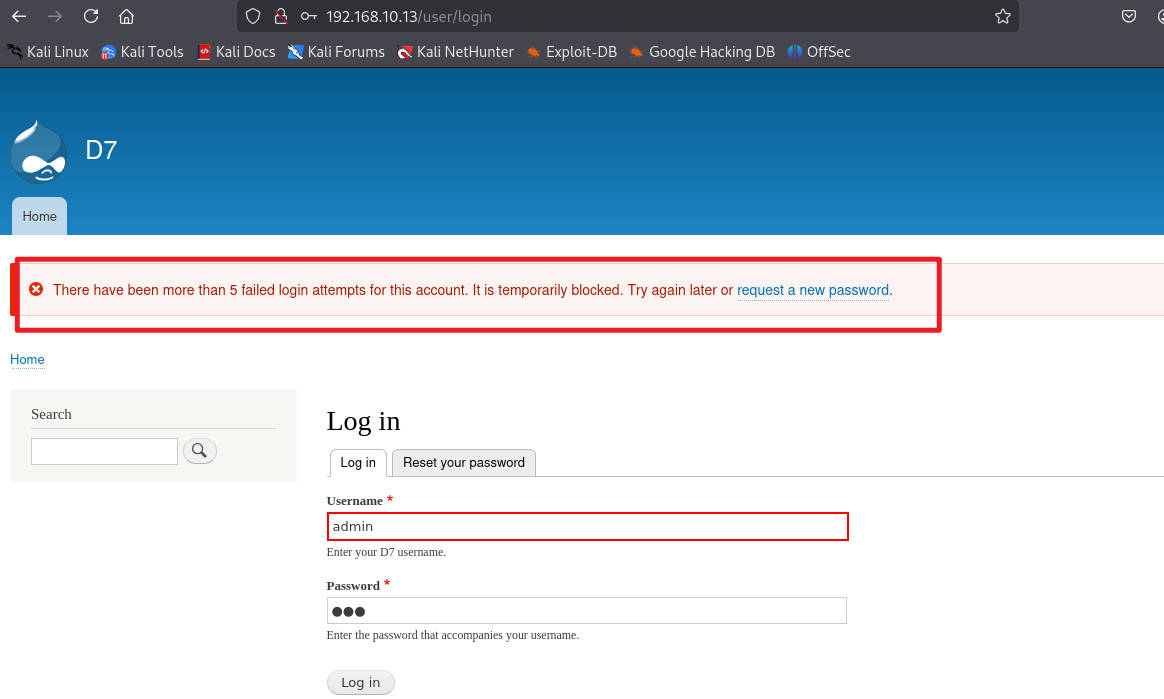 192.168.10.13/user/login
Kali Linux Kali Tools Kali Docs Kali Forums Kali NetHunter Exploit-DB Google Hacking DB OffSec
D7
Home
There have been more than 5 failed login attempts for this account. It is temporarily blocked. Try again later or request a new password.
Home
Search
Log in
Log in Reset your password
Username *
admin
Enter your D7 username.
Password *
Enter the password that accompanies your username.
Log in